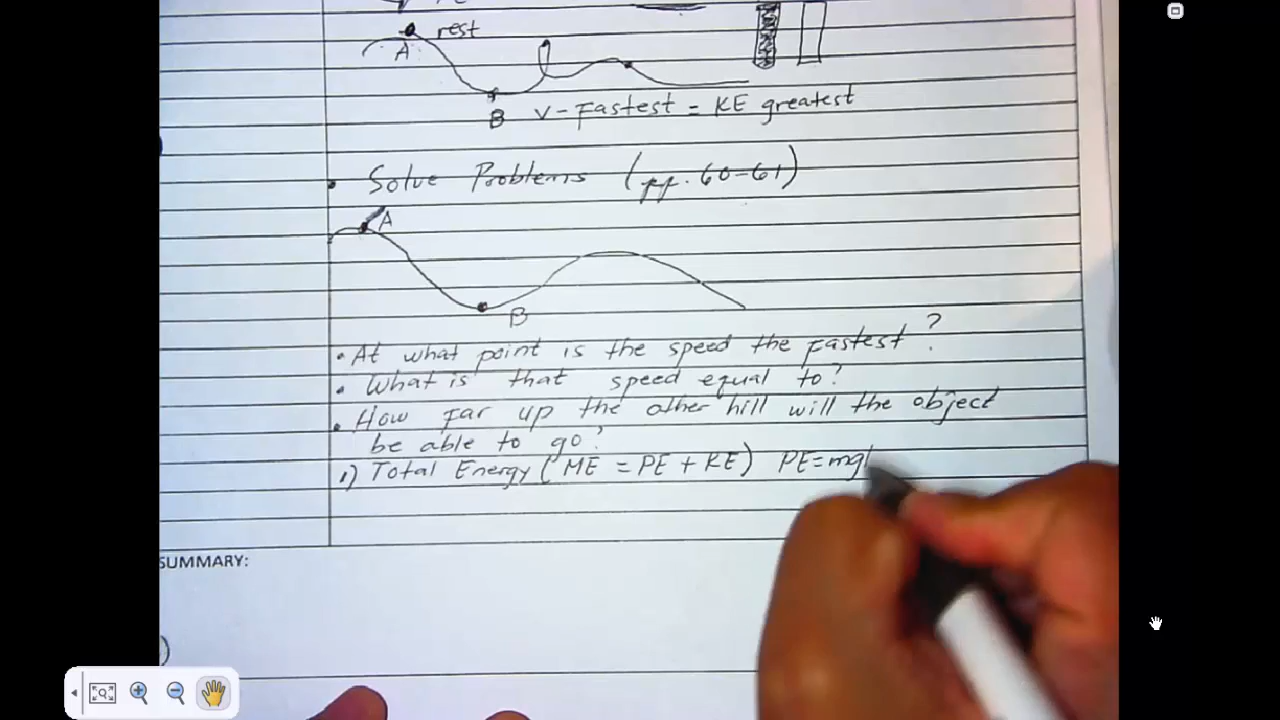 rest
A
B V-Fastest = KE greatest
• Solve Problems (pp. 60-61)
A
B
• At what point is the speed the fastest?
• What is that speed equal to?
• How far up the other hill will the object
be able to go?
1) Total Energy (ME = PE + KE) PE=mg
SUMMARY: